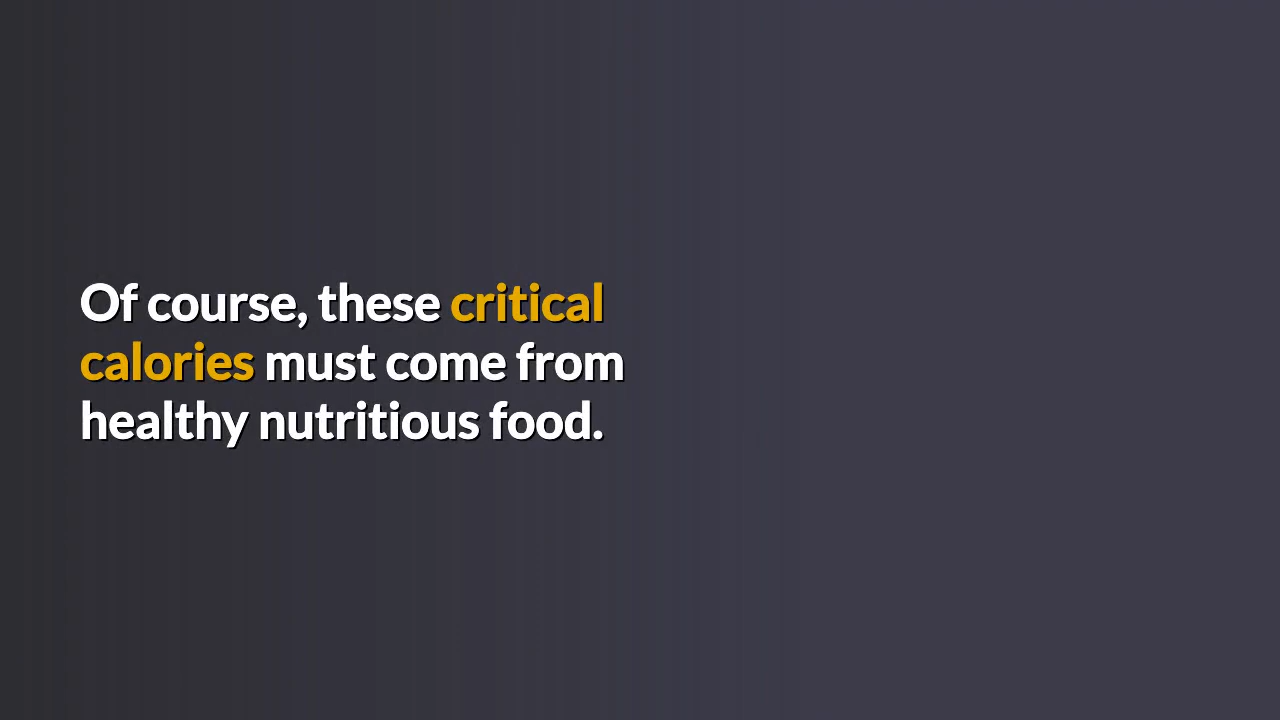 Of course, these critical
calories must come from
healthy nutritious food.